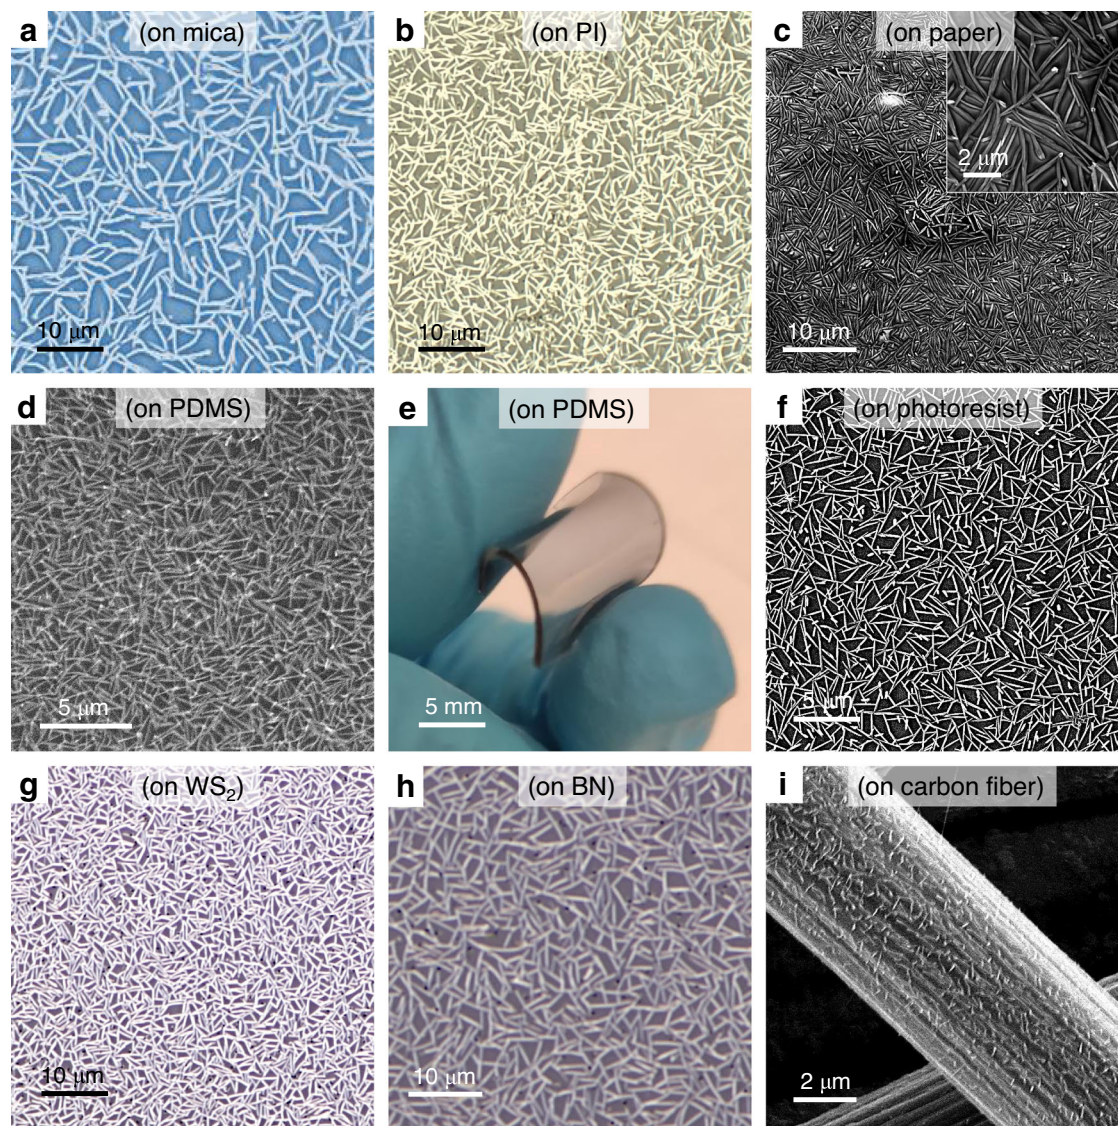 a (on mica)
10 μm
b (on PI)
10 μm
c (on paper)
2 μm
10 μm
d (on PDMS)
5 μm
e (on PDMS)
5 mm
f (on photoresist)
5 μm
g (on WS₂)
10 μm
h (on BN)
10 μm
i (on carbon fiber)
2 μm